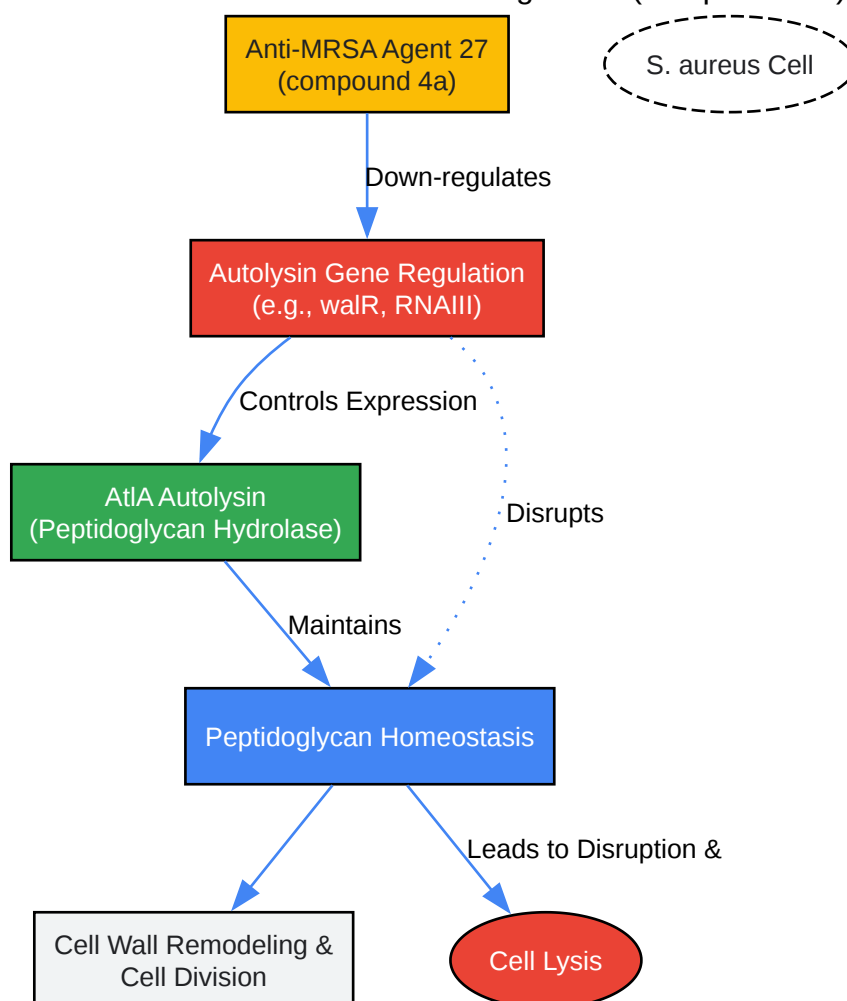 Anti-MRSA Agent 27
(compound 4a)
S. aureus Cell
Down-regulates
Autolysin Gene Regulation
(e.g., walR, RNAIII)
Controls Expression
AtlA Autolysin
(Peptidoglycan Hydrolase)
Disrupts
Maintains
Peptidoglycan Homeostasis
Leads to Disruption &
Cell Wall Remodeling &
Cell Division
Cell Lysis